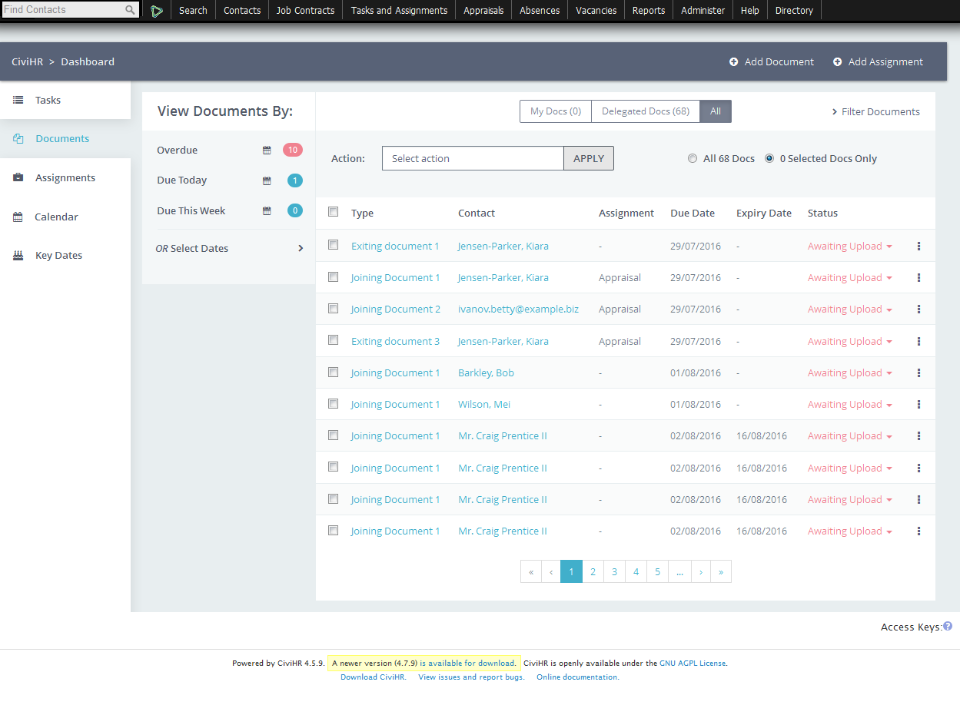 Find Contacts Search Contacts Job Contracts Tasks and Assignments Appraisals Absences Vacancies Reports Administer Help Directory
CiviHR > Dashboard Add Document Add Assignment
Tasks
Documents
Assignments
Calendar
Key Dates
View Documents By:
Overdue 10
Due Today 1
Due This Week 0
OR Select Dates
My Docs (0) Delegated Docs (68) All Filter Documents
Action: Select action APPLY All 68 Docs 0 Selected Docs Only
Type Contact Assignment Due Date Expiry Date Status
Exiting document 1 Jensen-Parker, Kiara - 29/07/2016 - Awaiting Upload
Joining Document 1 Jensen-Parker, Kiara Appraisal 29/07/2016 - Awaiting Upload
Joining Document 2 ivanov.betty@example.biz Appraisal 29/07/2016 - Awaiting Upload
Exiting document 3 Jensen-Parker, Kiara Appraisal 29/07/2016 - Awaiting Upload
Joining Document 1 Barkley, Bob - 01/08/2016 - Awaiting Upload
Joining Document 1 Wilson, Mei - 01/08/2016 - Awaiting Upload
Joining Document 1 Mr. Craig Prentice II - 02/08/2016 16/08/2016 Awaiting Upload
Joining Document 1 Mr. Craig Prentice II - 02/08/2016 16/08/2016 Awaiting Upload
Joining Document 1 Mr. Craig Prentice II - 02/08/2016 16/08/2016 Awaiting Upload
Joining Document 1 Mr. Craig Prentice II - 02/08/2016 16/08/2016 Awaiting Upload
« ‹ 1 2 3 4 5 ... › »
Access Keys:?
Powered by CiviHR 4.5.9. A newer version (4.7.9) is available for download. CiviHR is openly available under the GNU AGPL License.
Download CiviHR. View issues and report bugs. Online documentation.